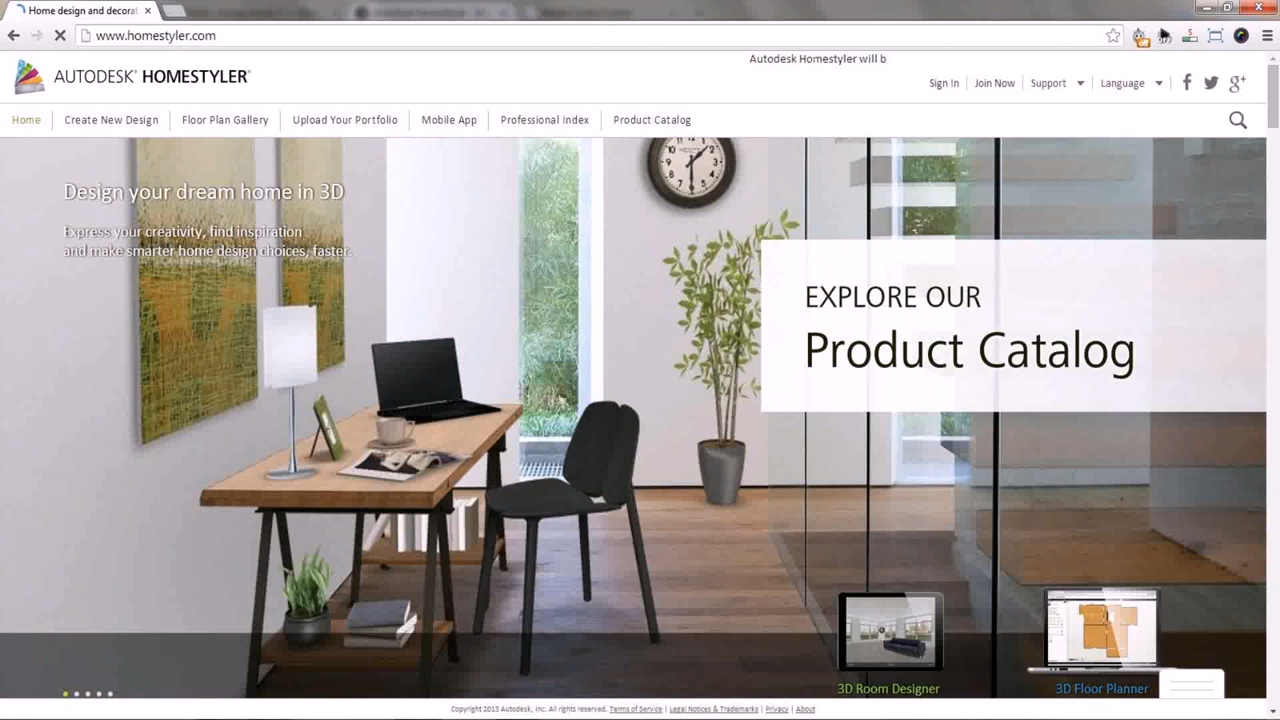 Home design and decorat
www.homestyler.com
Autodesk Homestyler will b
AUTODESK® HOMESTYLER®
Sign In
Join Now
Support
Language
Home
Create New Design
Floor Plan Gallery
Upload Your Portfolio
Mobile App
Professional Index
Product Catalog
Design your dream home in 3D
Express your creativity, find inspiration
and make smarter home design choices, faster.
EXPLORE OUR
Product Catalog
3D Room Designer
3D Floor Planner
Copyright 2013 Autodesk, Inc. All rights reserved. Terms of Service | Legal Notices & Trademarks | Privacy | About